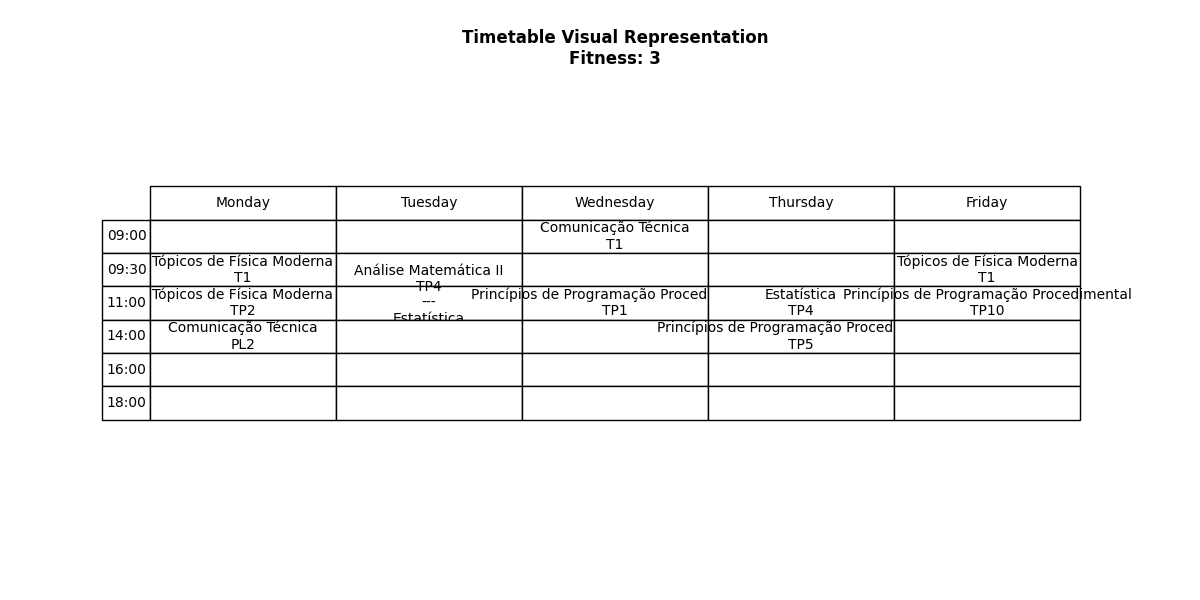 Timetable Visual Representation
Fitness: 3
Monday Tuesday Wednesday Thursday Friday
09:00
Comunicação Técnica
T1
09:30
Tópicos de Física Moderna
T1
Análise Matemática II
TP4
---
Estatística
Tópicos de Física Moderna
T1
11:00
Tópicos de Física Moderna
TP2
Princípios de Programação Proced
TP1
Estatística
TP4
Princípios de Programação Procedimental
TP10
14:00
Comunicação Técnica
PL2
Princípios de Programação Proced
TP5
16:00
18:00